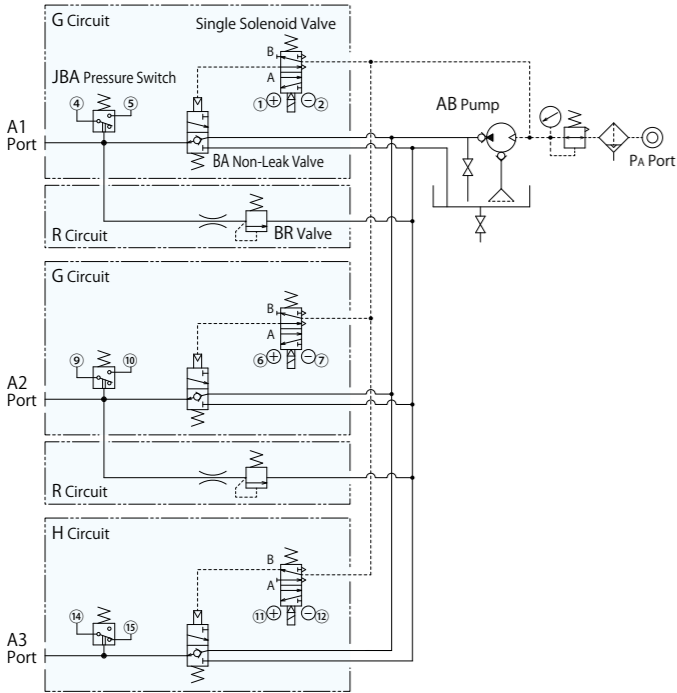 G Circuit
Single Solenoid Valve
B
A
① ⊕ ⊖ ②
JBA Pressure Switch
④ ⑤
A1
Port
BA Non-Leak Valve
AB Pump
PA Port
R Circuit
BR Valve
G Circuit
B
A
⑥ ⊕ ⊖ ⑦
⑨ ⑩
A2
Port
R Circuit
H Circuit
B
A
⑪ ⊕ ⊖ ⑫
⑭ ⑮
A3
Port